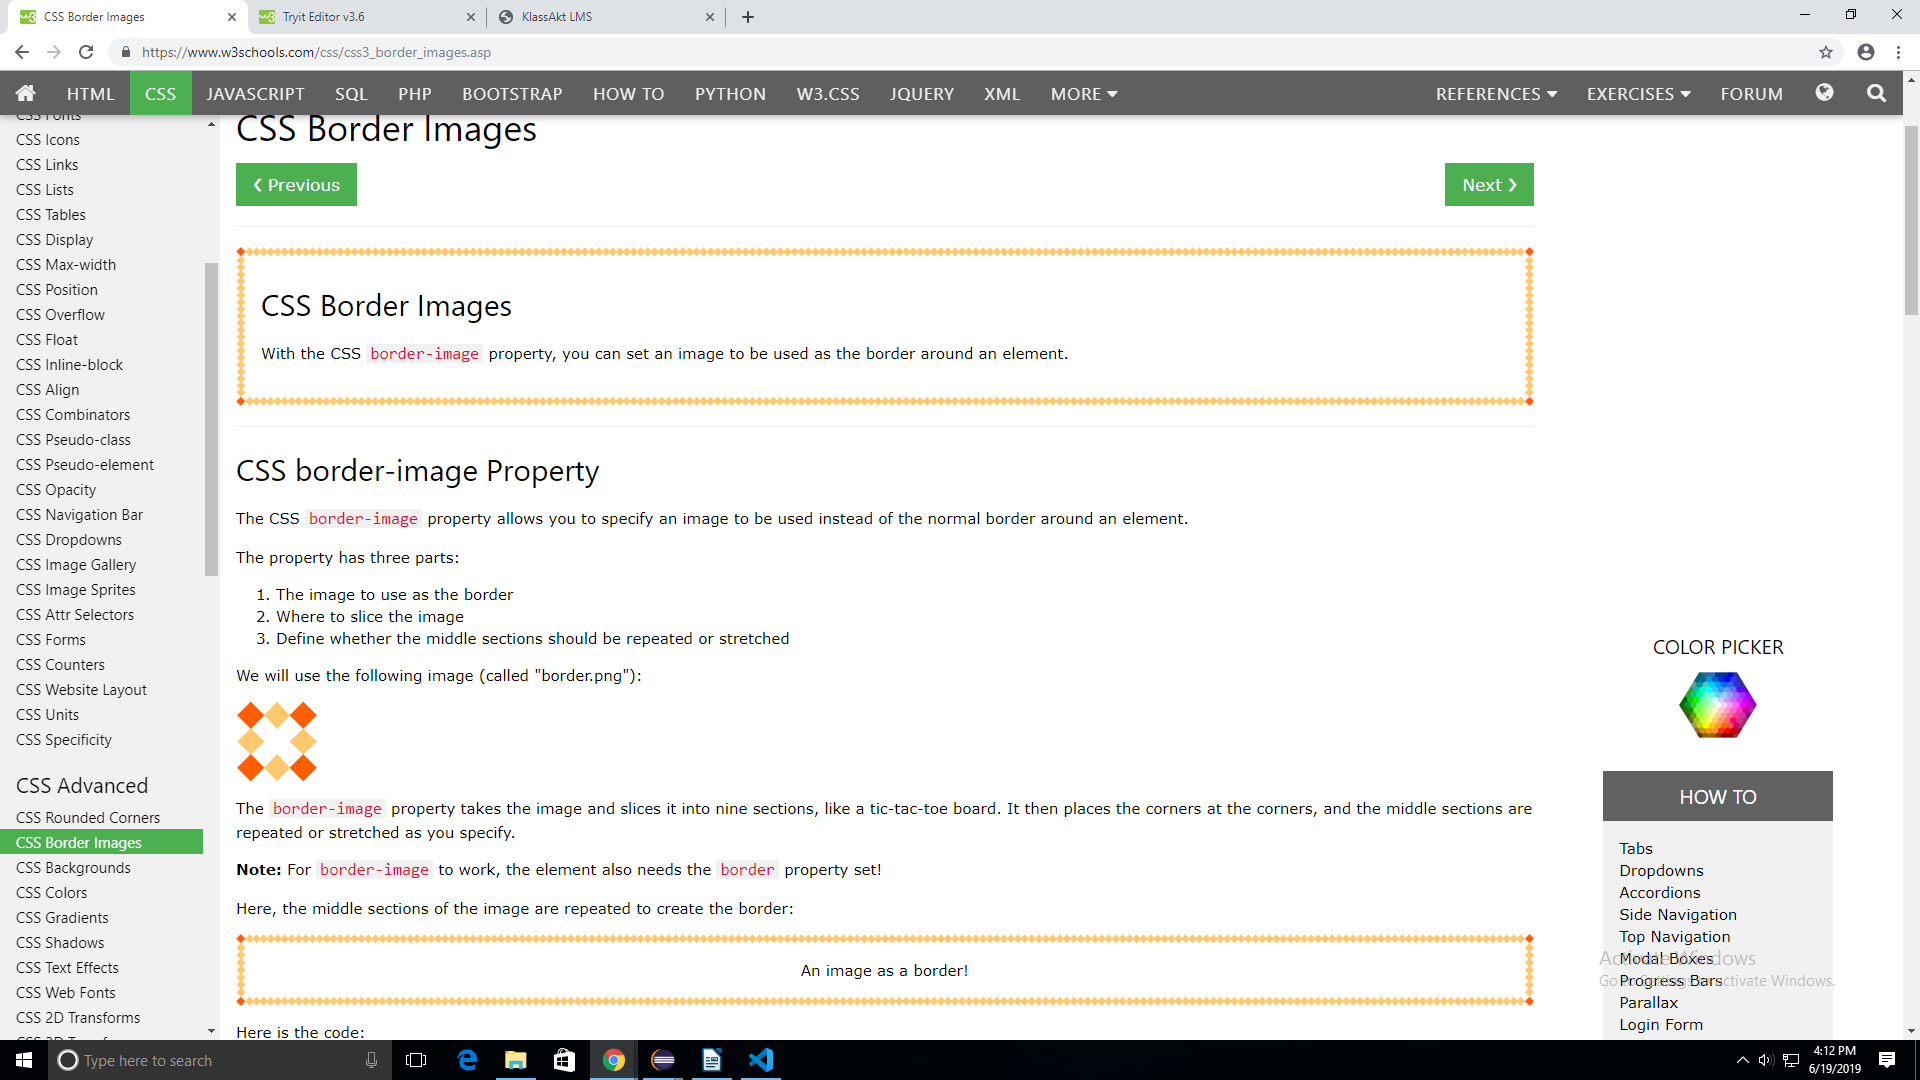 CSS Border Images
Tryit Editor v3.6
KlassAkt LMS
https://www.w3schools.com/css/css3_border_images.asp
HTML
CSS
JAVASCRIPT
SQL
PHP
BOOTSTRAP
HOW TO
PYTHON
W3.CSS
JQUERY
XML
MORE
REFERENCES
EXERCISES
FORUM
CSS Fonts
CSS Icons
CSS Links
CSS Lists
CSS Tables
CSS Display
CSS Max-width
CSS Position
CSS Overflow
CSS Float
CSS Inline-block
CSS Align
CSS Combinators
CSS Pseudo-class
CSS Pseudo-element
CSS Opacity
CSS Navigation Bar
CSS Dropdowns
CSS Image Gallery
CSS Image Sprites
CSS Attr Selectors
CSS Forms
CSS Counters
CSS Website Layout
CSS Units
CSS Specificity
CSS Advanced
CSS Rounded Corners
CSS Border Images
CSS Backgrounds
CSS Colors
CSS Gradients
CSS Shadows
CSS Text Effects
CSS Web Fonts
CSS 2D Transforms
CSS Border Images
❮ Previous
Next ❯
CSS Border Images
With the CSS border-image property, you can set an image to be used as the border around an element.
CSS border-image Property
The CSS border-image property allows you to specify an image to be used instead of the normal border around an element.
The property has three parts:
1. The image to use as the border
2. Where to slice the image
3. Define whether the middle sections should be repeated or stretched
We will use the following image (called "border.png"):
The border-image property takes the image and slices it into nine sections, like a tic-tac-toe board. It then places the corners at the corners, and the middle sections are
repeated or stretched as you specify.
Note: For border-image to work, the element also needs the border property set!
Here, the middle sections of the image are repeated to create the border:
An image as a border!
Here is the code:
COLOR PICKER
HOW TO
Tabs
Dropdowns
Accordions
Side Navigation
Top Navigation
Modal Boxes
Progress Bars
Parallax
Login Form
Activate Windows
Go to Settings to activate Windows.
Type here to search
4:12 PM
6/19/2019